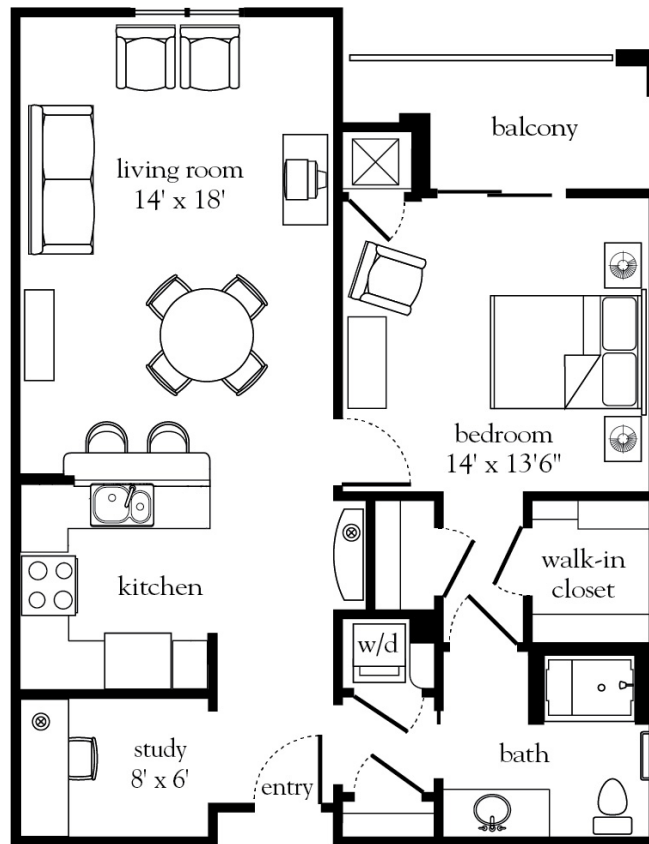 balcony
living room
14' x 18'
bedroom
14' x 13'6"
kitchen
walk-in
closet
w/d
study
8' x 6'
entry
bath